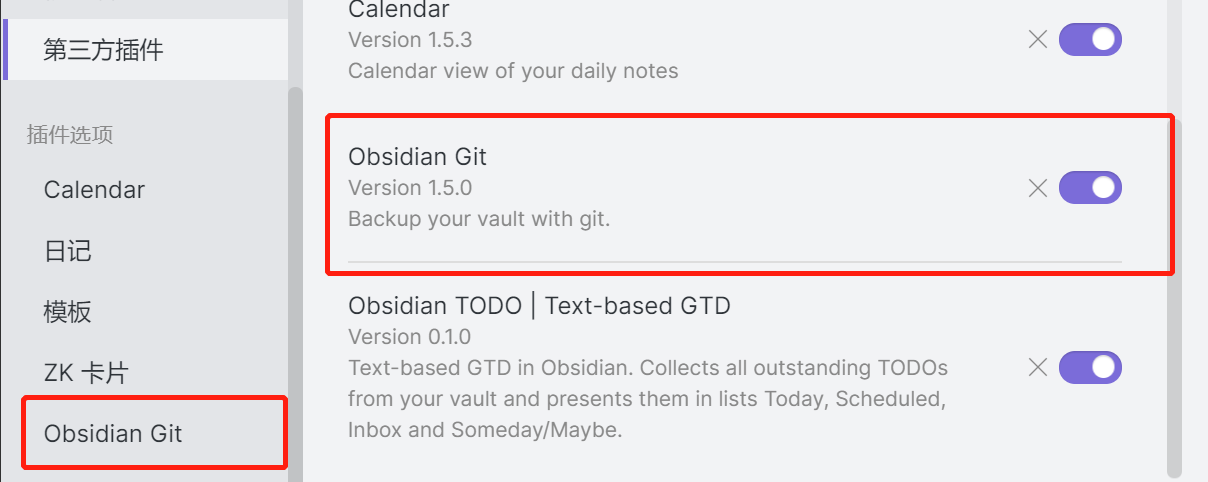 第三方插件
插件选项
Calendar
日记
模板
ZK 卡片
Obsidian Git
Calendar
Version 1.5.3
Calendar view of your daily notes
Obsidian Git
Version 1.5.0
Backup your vault with git.
Obsidian TODO | Text-based GTD
Version 0.1.0
Text-based GTD in Obsidian. Collects all outstanding TODOs
from your vault and presents them in lists Today, Scheduled,
Inbox and Someday/Maybe.